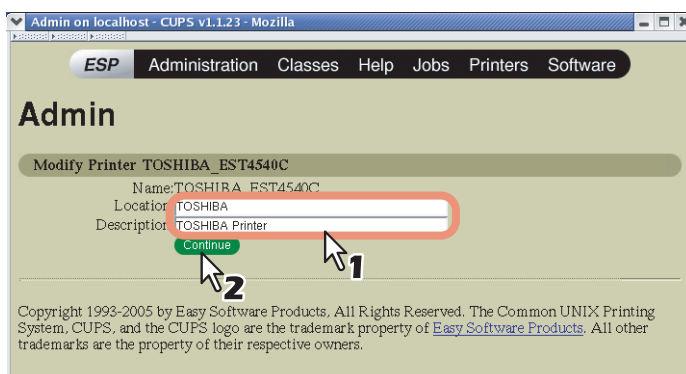 Admin on localhost - CUPS v1.1.23 - Mozilla
ESP Administration Classes Help Jobs Printers Software
Admin
Modify Printer TOSHIBA_EST4540C
Name:TOSHIBA_EST4540C
Location TOSHIBA
Description TOSHIBA Printer
Continue
1
2
Copyright 1993-2005 by Easy Software Products, All Rights Reserved. The Common UNIX Printing
System, CUPS, and the CUPS logo are the trademark property of Easy Software Products. All other
trademarks are the property of their respective owners.